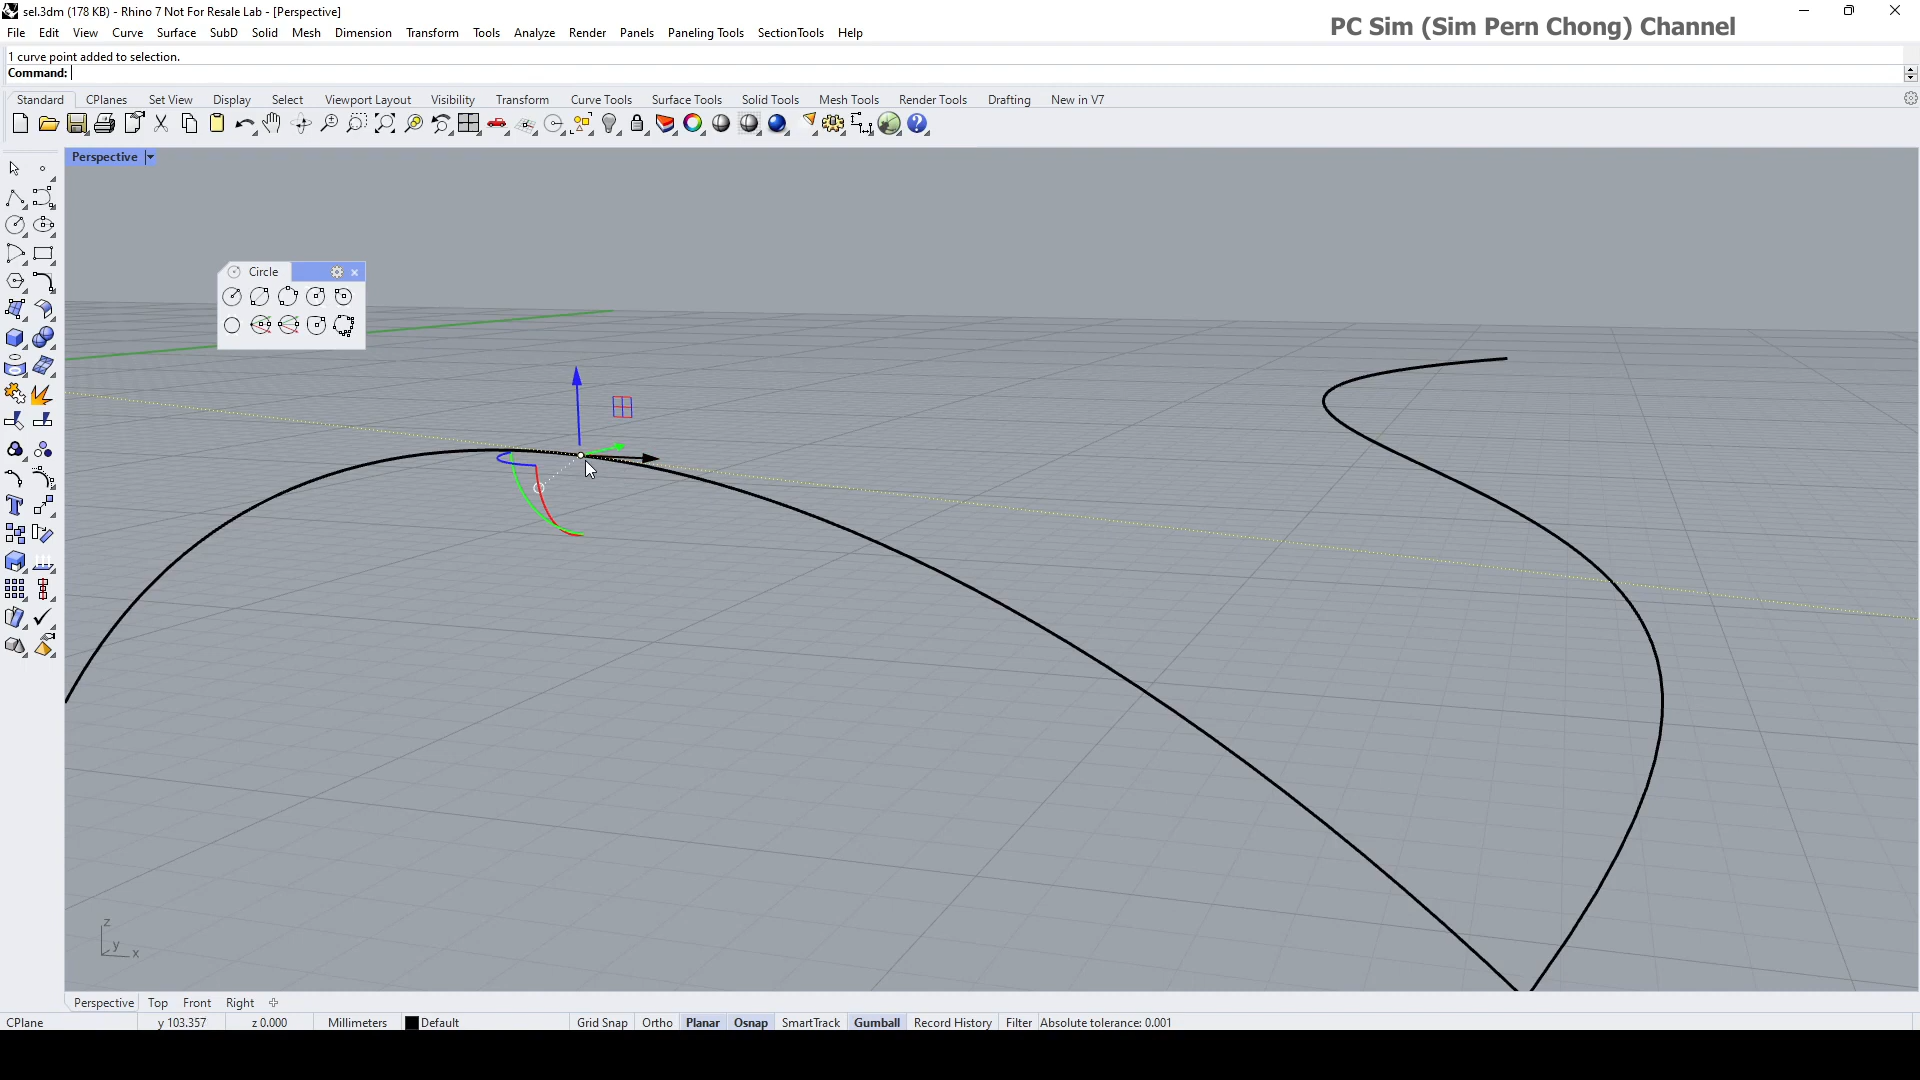 sel.3dm (178 KB) - Rhino 7 Not For Resale Lab - [Perspective]
PC Sim (Sim Pern Chong) Channel
File Edit View Curve Surface SubD Solid Mesh Dimension Transform Tools Analyze Render Panels Paneling Tools SectionTools Help
1 curve point added to selection.
Command:
Standard CPlanes Set View Display Select Viewport Layout Visibility Transform Curve Tools Surface Tools Solid Tools Mesh Tools Render Tools Drafting New in V7
Perspective
Circle
z
y
x
Perspective Top Front Right
CPlane y 103.357 z 0.000 Millimeters Default Grid Snap Ortho Planar Osnap SmartTrack Gumball Record History Filter Absolute tolerance: 0.001